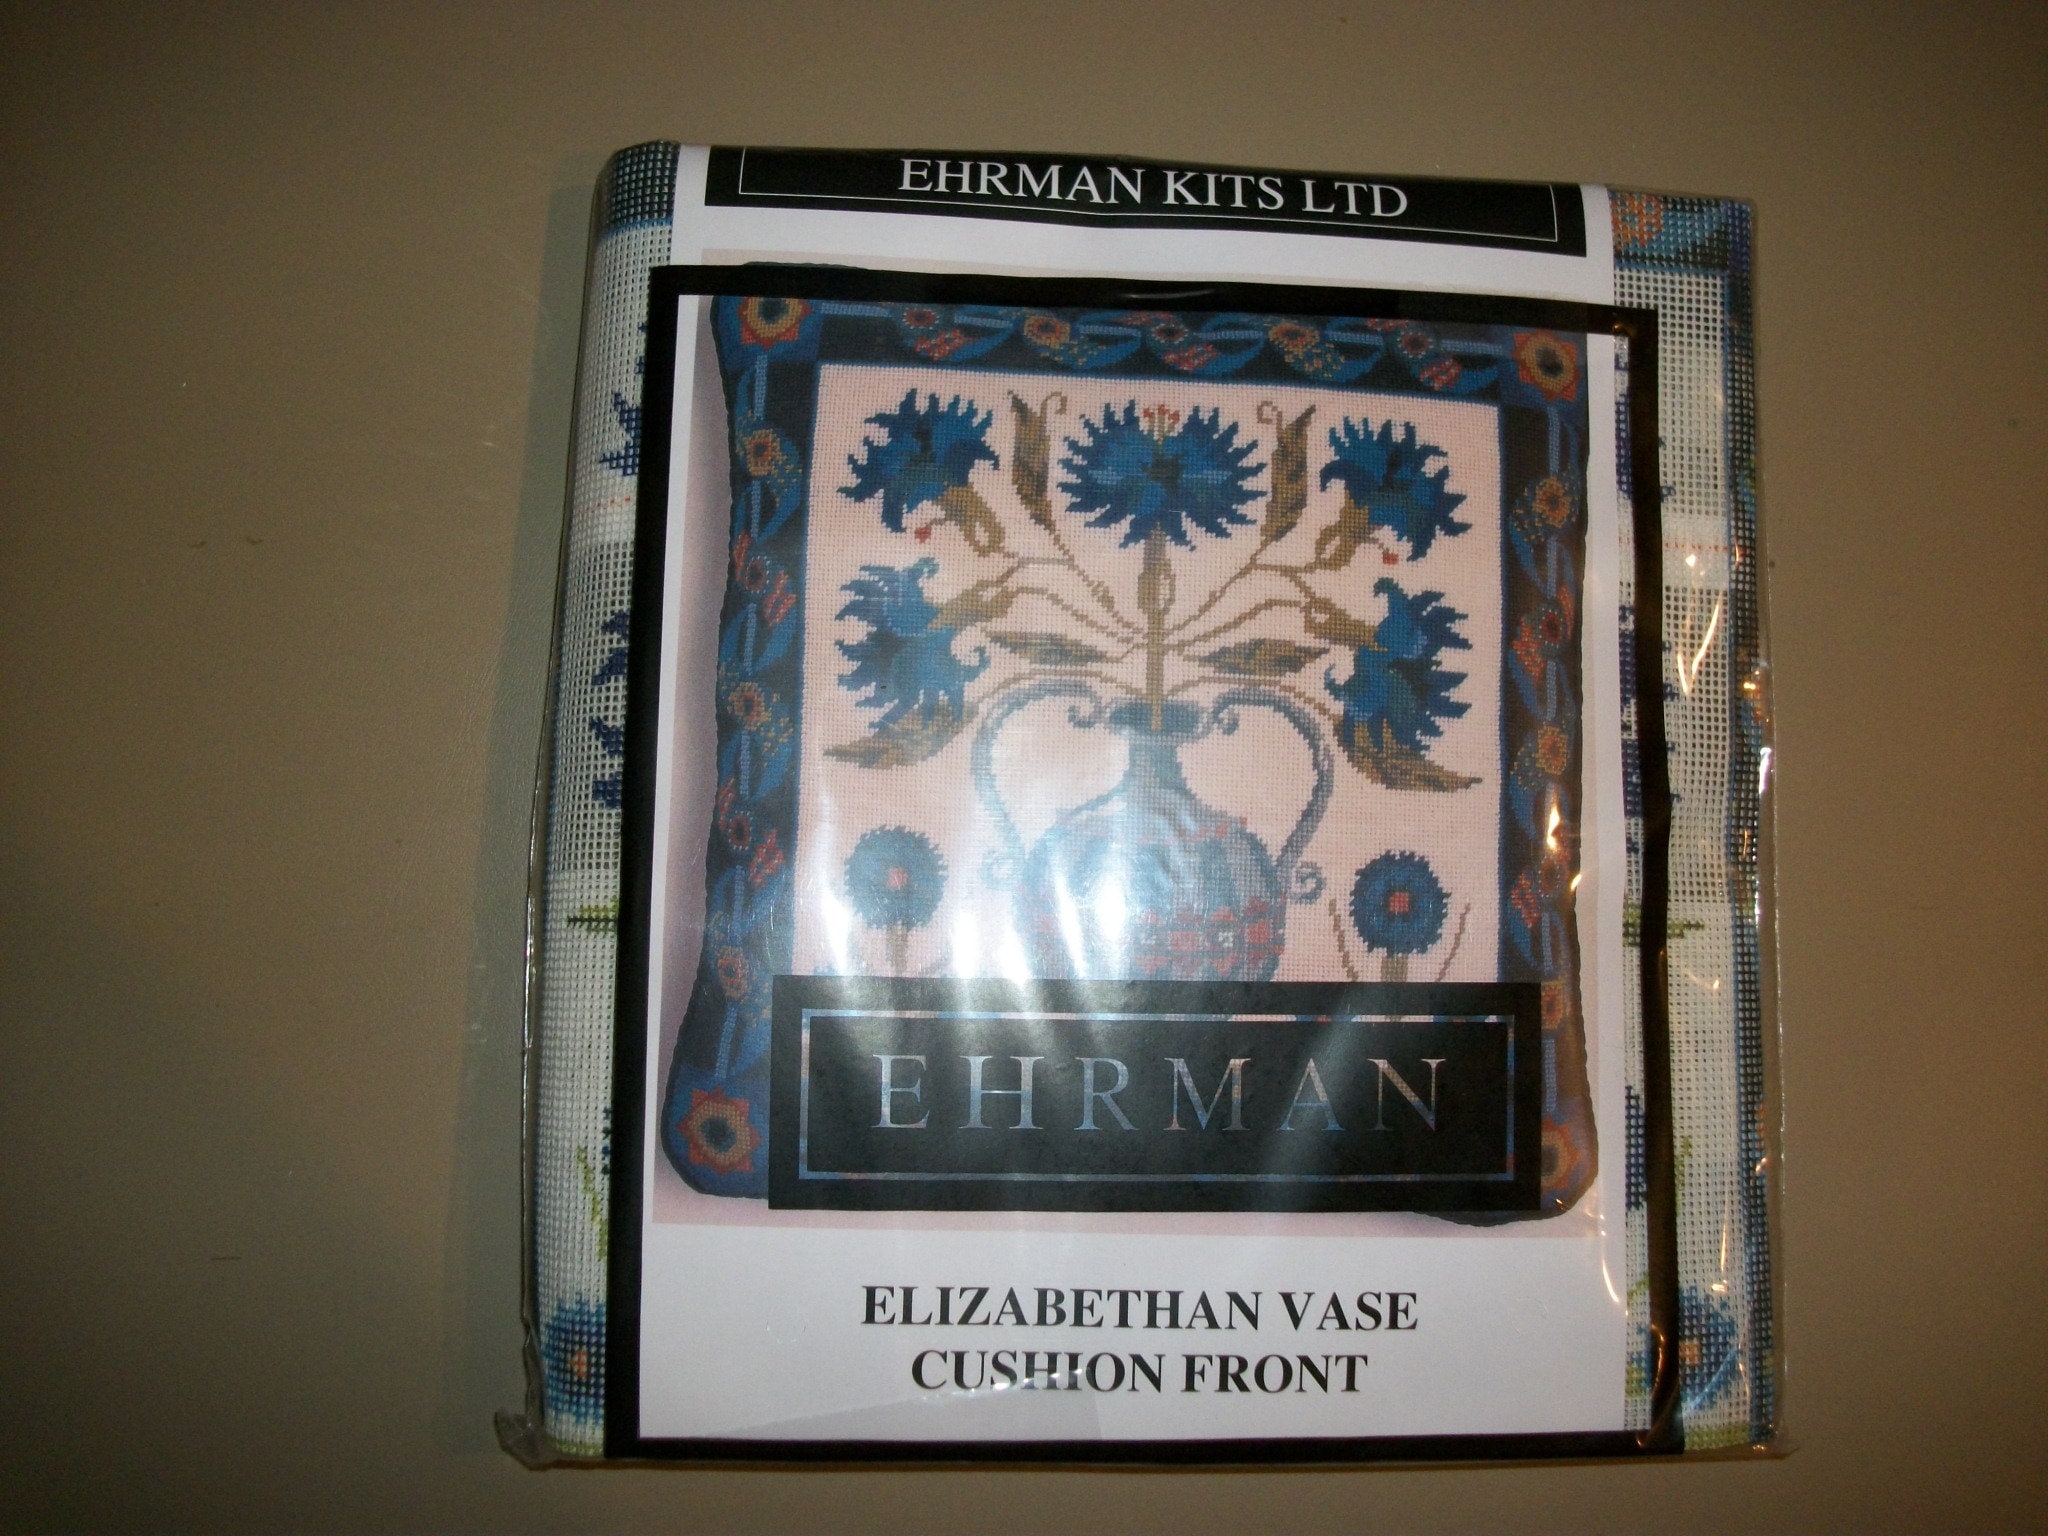 EHRMAN KITS LTD
EHRMAN
ELIZABETHAN VASE
CUSHION FRONT